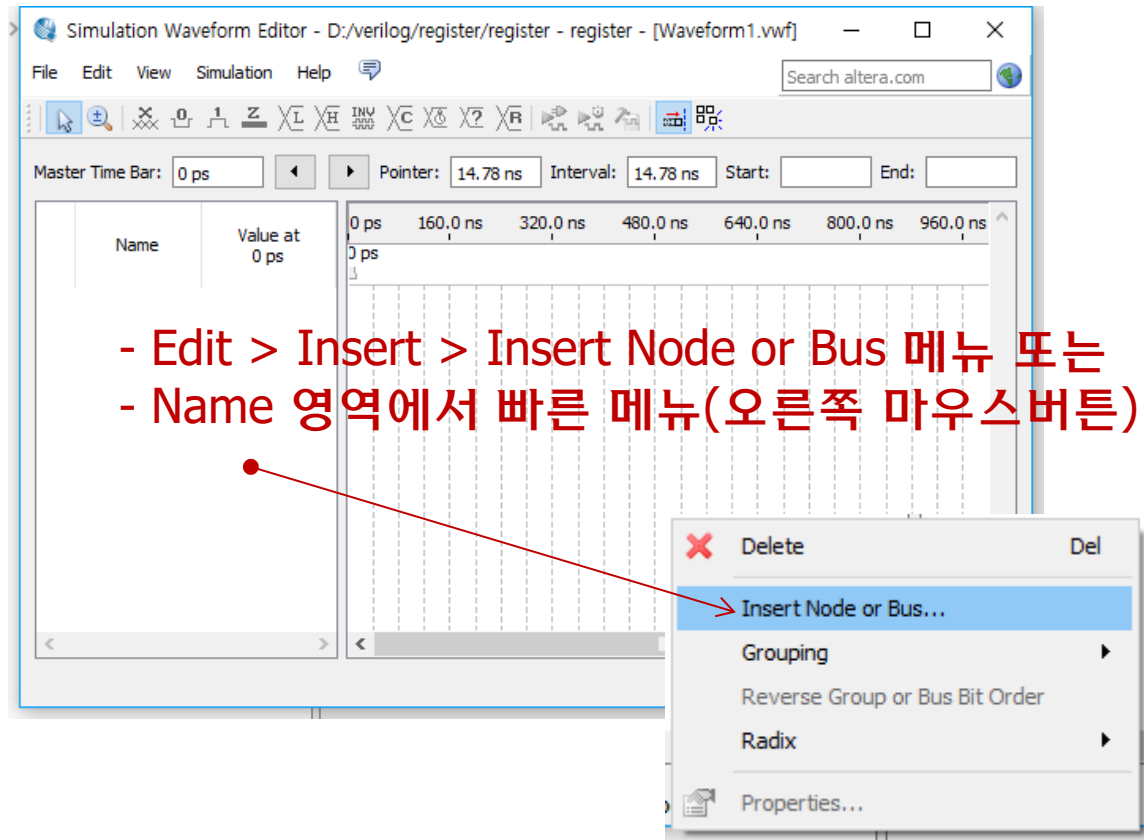 Simulation Waveform Editor - D:/verilog/register/register - register - [Waveform1.vwf]
File Edit View Simulation Help
Search altera.com
Master Time Bar: 0 ps Pointer: 14.78 ns Interval: 14.78 ns Start: End:
Name
Value at
0 ps
0 ps 160.0 ns 320.0 ns 480.0 ns 640.0 ns 800.0 ns 960.0 ns
0 ps
- Edit > Insert > Insert Node or Bus 메뉴 또는
- Name 영역에서 빠른 메뉴(오른쪽 마우스버튼)
Delete Del
Insert Node or Bus...
Grouping
Reverse Group or Bus Bit Order
Radix
Properties...